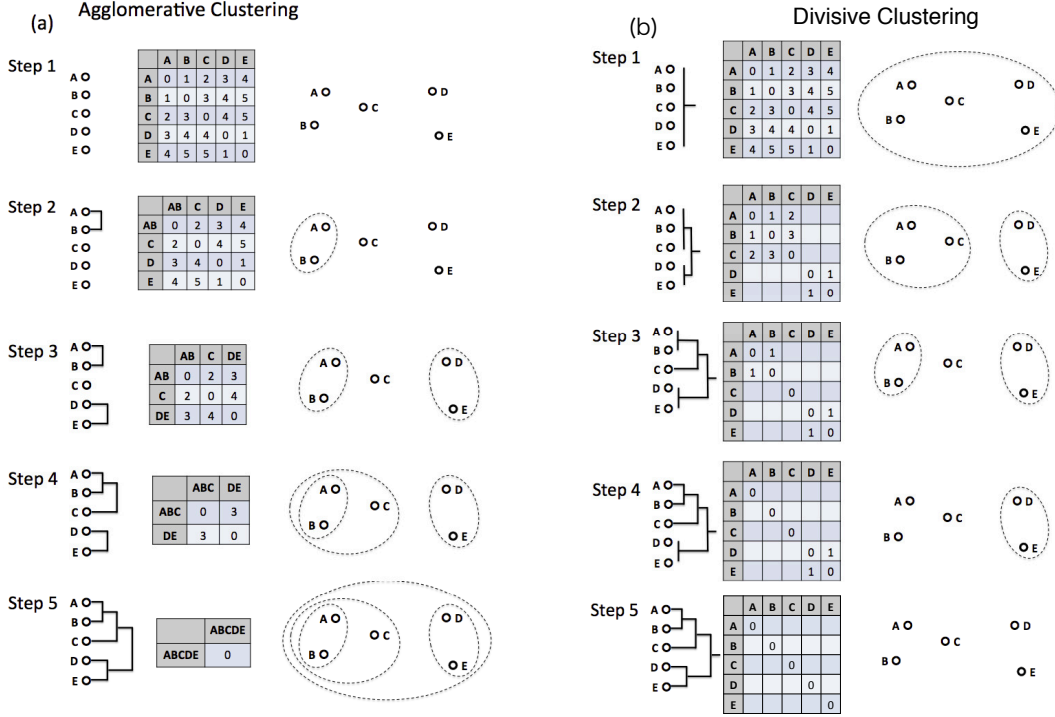 Agglomerative Clustering
(a)
Step 1
A
B
C
D
E
A B C D E
A 0 1 2 3 4
B 1 0 3 4 5
C 2 3 0 4 5
D 3 4 4 0 1
E 4 5 5 1 0
A
B
C
D
E
Step 2
A
B
C
D
E
AB C D E
AB 0 2 3 4
C 2 0 4 5
D 3 4 0 1
E 4 5 1 0
A
B
C
D
E
Step 3
A
B
C
D
E
AB C DE
AB 0 2 3
C 2 0 4
DE 3 4 0
A
B
C
D
E
Step 4
A
B
C
D
E
ABC DE
ABC 0 3
DE 3 0
A
B
C
D
E
Step 5
A
B
C
D
E
ABCDE
ABCDE 0
A
B
C
D
E
(b)
Divisive Clustering
Step 1
A
B
C
D
E
A B C D E
A 0 1 2 3 4
B 1 0 3 4 5
C 2 3 0 4 5
D 3 4 4 0 1
E 4 5 5 1 0
A
B
C
D
E
Step 2
A
B
C
D
E
A B C D E
A 0 1 2
B 1 0 3
C 2 3 0
D 0 1
E 1 0
A
B
C
D
E
Step 3
A
B
C
D
E
A B C D E
A 0 1
B 1 0
C 0
D 0 1
E 1 0
A
B
C
D
E
Step 4
A
B
C
D
E
A B C D E
A 0
B 0
C 0
D 0 1
E 1 0
A
B
C
D
E
Step 5
A
B
C
D
E
A B C D E
A 0
B 0
C 0
D 0
E 0
A
B
C
D
E